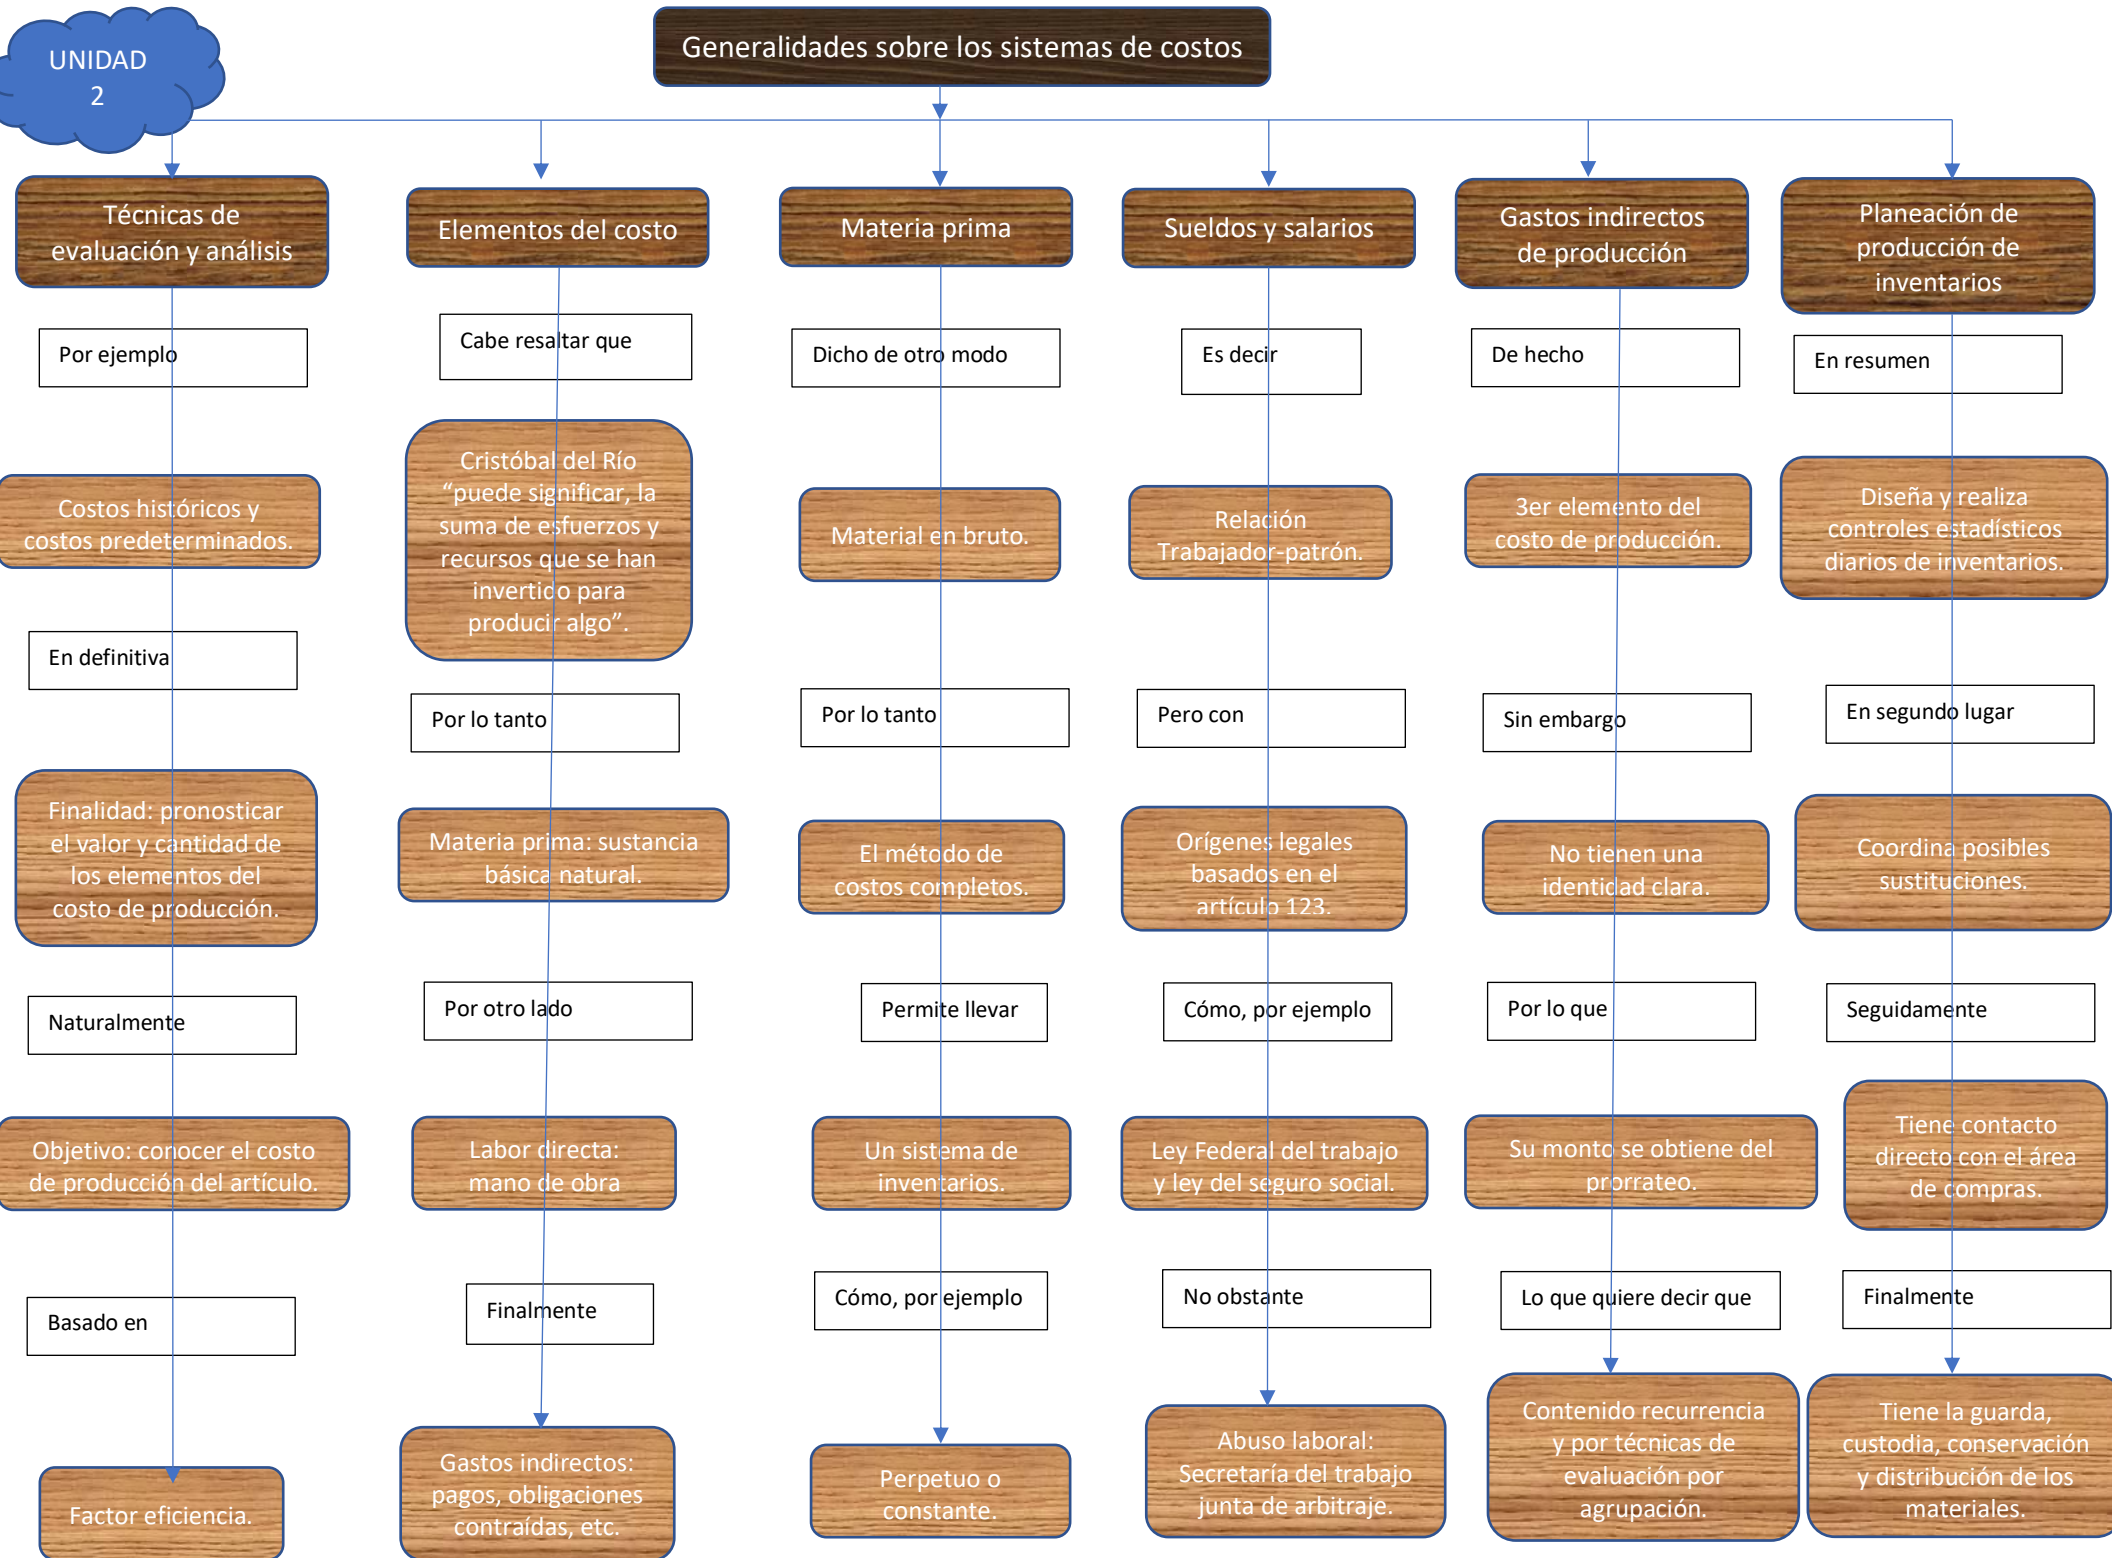 UNIDAD
2
Generalidades sobre los sistemas de costos
Técnicas de
evaluación y análisis
Por ejemplo
Costos históricos y
costos predeterminados.
En definitiva
Finalidad: pronosticar
el valor y cantidad de
los elementos del
costo de producción.
Naturalmente
Objetivo: conocer el costo
de producción del artículo.
Basado en
Factor eficiencia.
Elementos del costo
Cabe resaltar que
Cristóbal del Río
“puede significar, la
suma de esfuerzos y
recursos que se han
invertido para
producir algo”.
Por lo tanto
Materia prima: sustancia
básica natural.
Por otro lado
Labor directa:
mano de obra
Finalmente
Gastos indirectos:
pagos, obligaciones
contraídas, etc.
Materia prima
Dicho de otro modo
Material en bruto.
Por lo tanto
El método de
costos completos.
Permite llevar
Un sistema de
inventarios.
Cómo, por ejemplo
Perpetuo o
constante.
Sueldos y salarios
Es decir
Relación
Trabajador-patrón.
Pero con
Orígenes legales
basados en el
artículo 123.
Cómo, por ejemplo
Ley Federal del trabajo
y ley del seguro social.
No obstante
Abuso laboral:
Secretaría del trabajo
junta de arbitraje.
Gastos indirectos
de producción
De hecho
3er elemento del
costo de producción.
Sin embargo
No tienen una
identidad clara.
Por lo que
Su monto se obtiene del
prorrateo.
Lo que quiere decir que
Contenido recurrencia
y por técnicas de
evaluación por
agrupación.
Planeación de
producción de
inventarios
En resumen
Diseña y realiza
controles estadísticos
diarios de inventarios.
En segundo lugar
Coordina posibles
sustituciones.
Seguidamente
Tiene contacto
directo con el área
de compras.
Finalmente
Tiene la guarda,
custodia, conservación
y distribución de los
materiales.